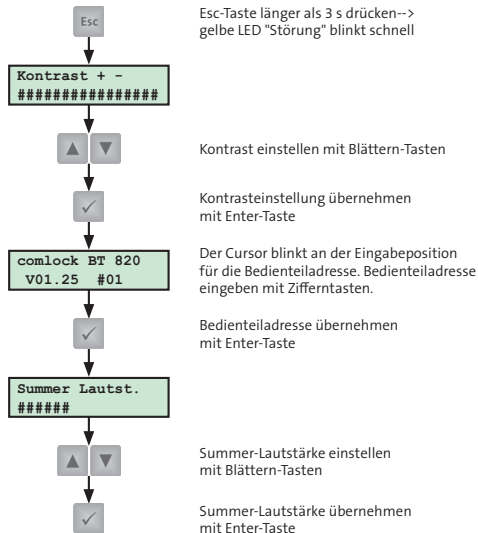 Esc
Esc-Taste länger als 3 s drücken-->
gelbe LED "Störung" blinkt schnell
Kontrast + -
################
Kontrast einstellen mit Blättern-Tasten
Kontrasteinstellung übernehmen
mit Enter-Taste
comlock BT 820
V01.25 #01
Der Cursor blinkt an der Eingabeposition
für die Bedienteiladresse. Bedienteiladresse
eingeben mit Zifferntasten.
Bedienteiladresse übernehmen
mit Enter-Taste
Summer Lautst.
######
Summer-Lautstärke einstellen
mit Blättern-Tasten
Summer-Lautstärke übernehmen
mit Enter-Taste